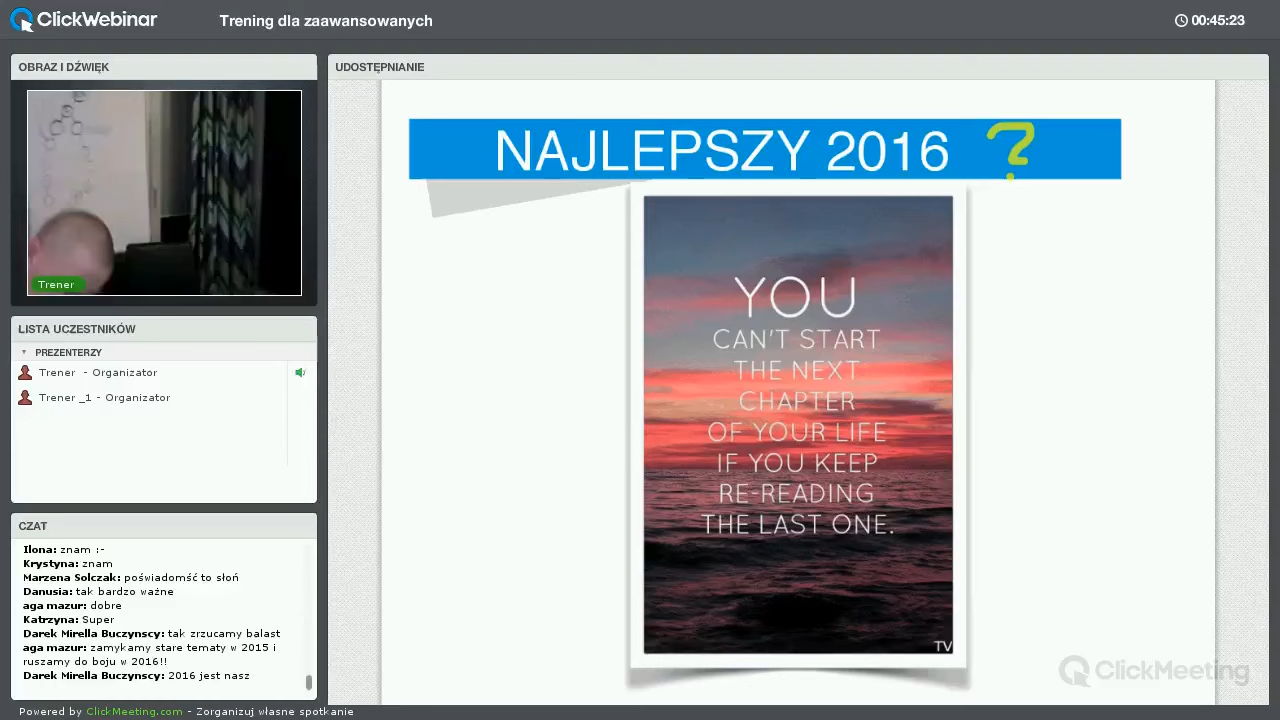 ClickWebinar
Trening dla zaawansowanych
00:45:23
OBRAZ I DŹWIĘK
Trener
LISTA UCZESTNIKÓW
PREZENTERZY
Trener - Organizator
Trener _1 - Organizator
CZAT
Ilona: znam :-
Krystyna: znam
Marzena Solczak: poświadomść to słoń
Danusia: tak bardzo ważne
aga mazur: dobre
Katrzyna: Super
Darek Mirella Buczynscy: tak zrzucamy balast
aga mazur: zamykamy stare tematy w 2015 i
ruszamy do boju w 2016!!
Darek Mirella Buczynscy: 2016 jest nasz
UDOSTĘPNIANIE
NAJLEPSZY 2016 ?
YOU
CAN'T START
THE NEXT
CHAPTER
OF YOUR LIFE
IF YOU KEEP
RE-READING
THE LAST ONE.
TV
ClickMeeting
Powered by ClickMeeting.com - Zorganizuj własne spotkanie